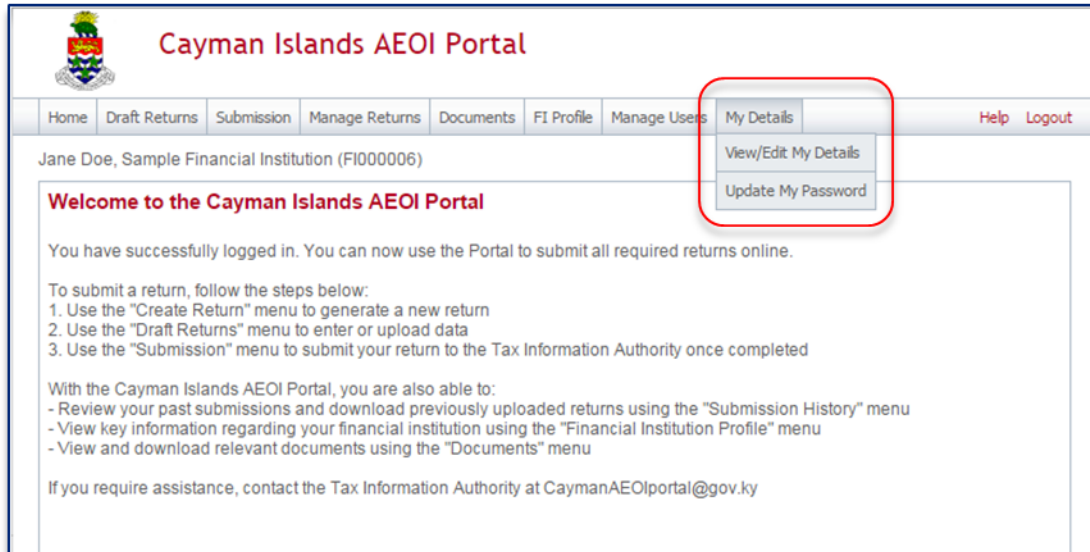 Cayman Islands AEOI Portal
Home Draft Returns Submission Manage Returns Documents FI Profile Manage Users My Details Help Logout
Jane Doe, Sample Financial Institution (FI000006)
View/Edit My Details
Update My Password
Welcome to the Cayman Islands AEOI Portal
You have successfully logged in. You can now use the Portal to submit all required returns online.
To submit a return, follow the steps below:
1. Use the "Create Return" menu to generate a new return
2. Use the "Draft Returns" menu to enter or upload data
3. Use the "Submission" menu to submit your return to the Tax Information Authority once completed
With the Cayman Islands AEOI Portal, you are also able to:
- Review your past submissions and download previously uploaded returns using the "Submission History" menu
- View key information regarding your financial institution using the "Financial Institution Profile" menu
- View and download relevant documents using the "Documents" menu
If you require assistance, contact the Tax Information Authority at CaymanAEOIportal@gov.ky